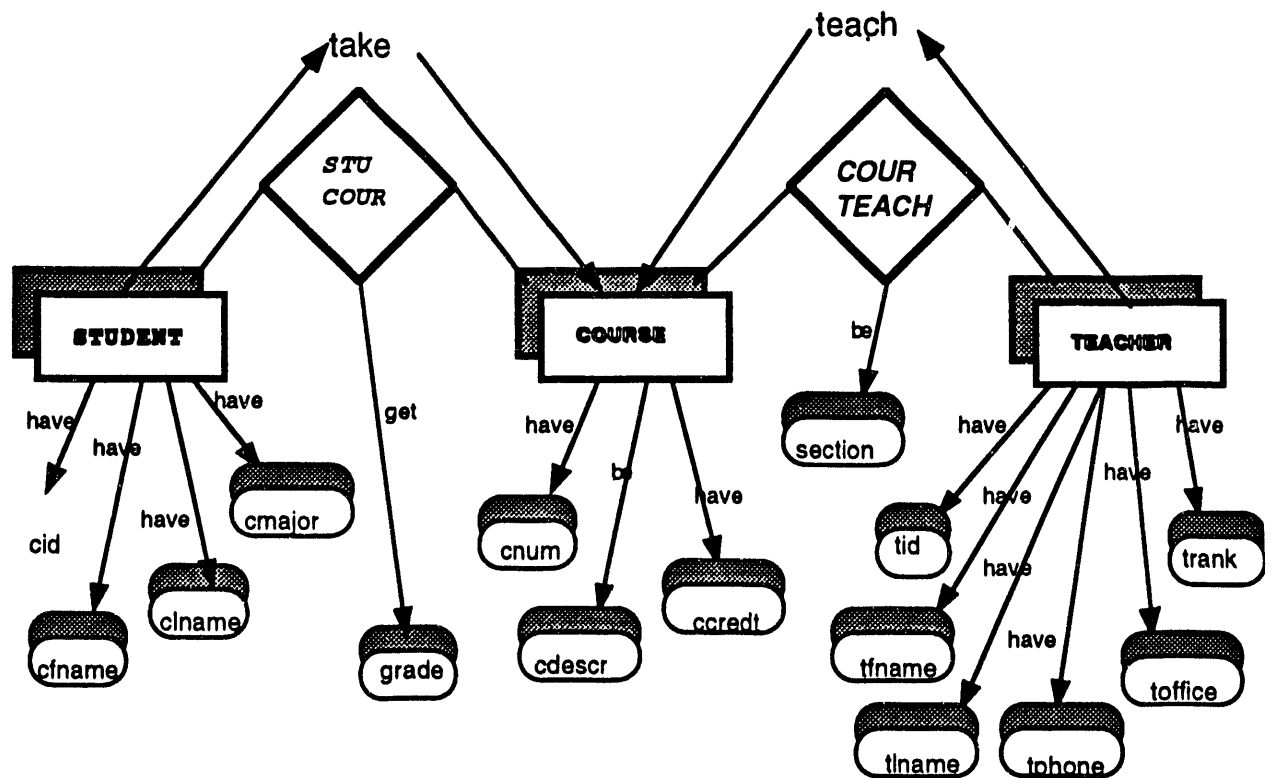 take
teach
STU
COUR
COUR
TEACH
STUDENT
COURSE
TEACHER
have
have
have
have
get
have
be
have
be
have
have
have
have
have
have
cid
cfname
clname
cmajor
grade
cnum
cdescr
ccredt
section
tid
tfname
tlname
tphone
toffice
trank